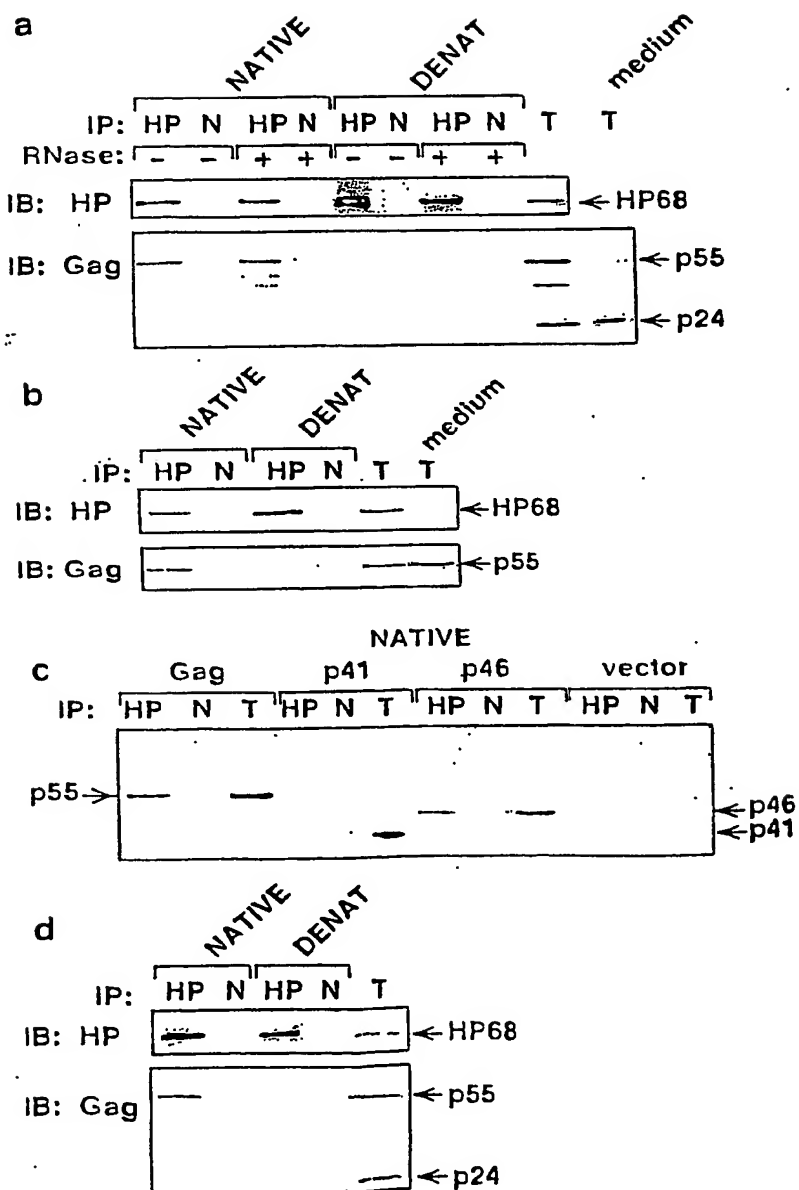 a
NATIVE DENAT medium
IP: HP N HP N HP N HP N T T
RNase: - - + + - - + +
IB: HP ←HP68
IB: Gag ←p55
←p24
b
NATIVE DENAT medium
IP: HP N HP N T T
IB: HP ←HP68
IB: Gag ←p55
NATIVE
c Gag p41 p46 vector
IP: HP N T HP N T HP N T HP N T
p55→ ←p46
←p41
d
NATIVE DENAT
IP: HP N HP N T
IB: HP ←HP68
IB: Gag ←p55
←p24